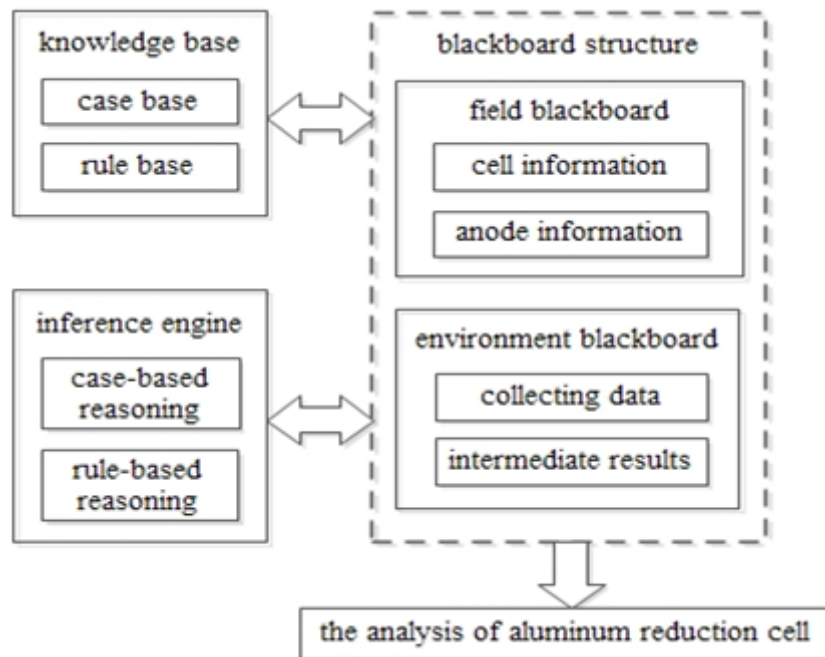 knowledge base
case base
rule base
inference engine
case-based
reasoning
rule-based
reasoning
blackboard structure
field blackboard
cell information
anode information
environment blackboard
collecting data
intermediate results
the analysis of aluminum reduction cell